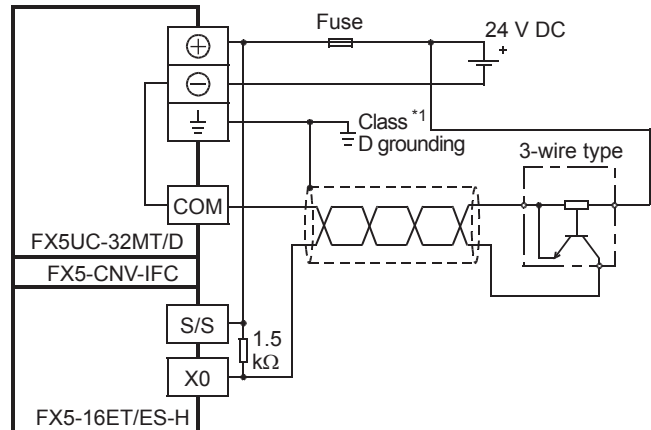 Fuse
24 V DC
+
Class *1
D grounding
3-wire type
COM
FX5UC-32MT/D
FX5-CNV-IFC
S/S
1.5
kΩ
X0
FX5-16ET/ES-H